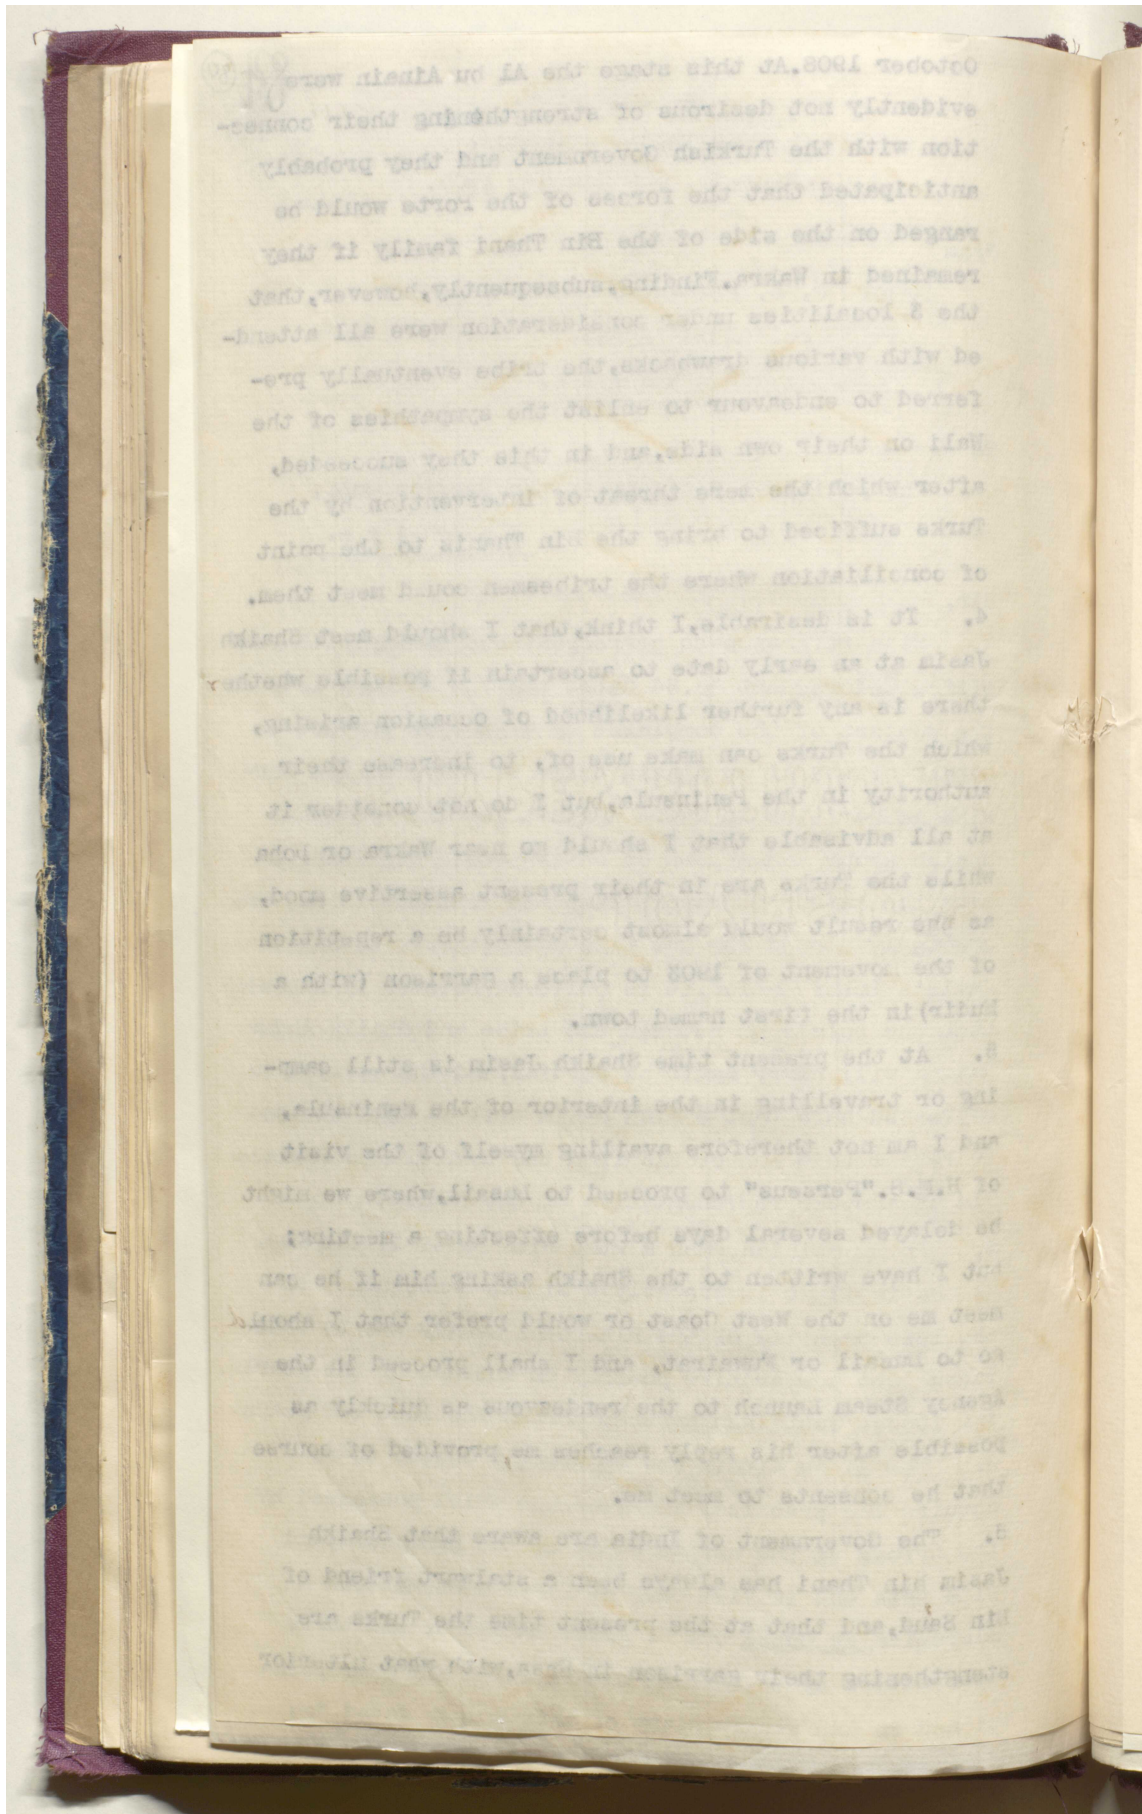 October 1908.At this stage the Al bu Ainain were
evidently not desirous of strengthening their connec-
tion with the Turkish Government and they probably
anticipated that the forces of the Porte would be
ranged on the side of the Bin Thani family if they
remained in Wakra.Finding,subsequently,however,that
the 3 localities under consideration were all attend-
ed with various drawbacks,the tribe eventually pre-
ferred to endeavour to enlist the sympathies of the
Wali on their own side,and in this they succeeded,
after which the mere threat of intervention by the
Turks sufficed to bring the bin Thanis to the point
of conciliation where the tribesmen could meet them.
4. It is desirable,I think,that I should meet Shaikh
Jasim at an early date to ascertain if possible whether
there is any further likelihood of occasion arising,
which the Turks can make use of, to increase their
authority in the Peninsula,but I do not consider it
at all advisable that I should go near Wakra or Doha
while the Turks are in their present assertive mood,
as the result would almost certainly be a repetition
of the movement of 1903 to place a garrison (with a
Mudir)in the first named town.
5. At the present time Shaikh Jasim is still camp-
ing or travelling in the interior of the Peninsula,
and I am not therefore availing myself of the visit
of H.M.S."Perseus" to proceed to Lusail,where we might
be delayed several days before effecting a meeting;
but I have written to the Shaikh asking him if he can
meet me on the West Coast or would prefer that I should
go to Lusail or Fuwairat, and I shall proceed in the
Agency Steam Launch to the rendezvous as quickly as
possible after his reply reaches me,provided of course
that he consents to meet me.
6. The Government of India are aware that Shaikh
Jasim bin Thani has always been a stalwart friend of
bin Saud,and that at the present time the Turks are
stengthening their garrison in Hasa,with what ulterior